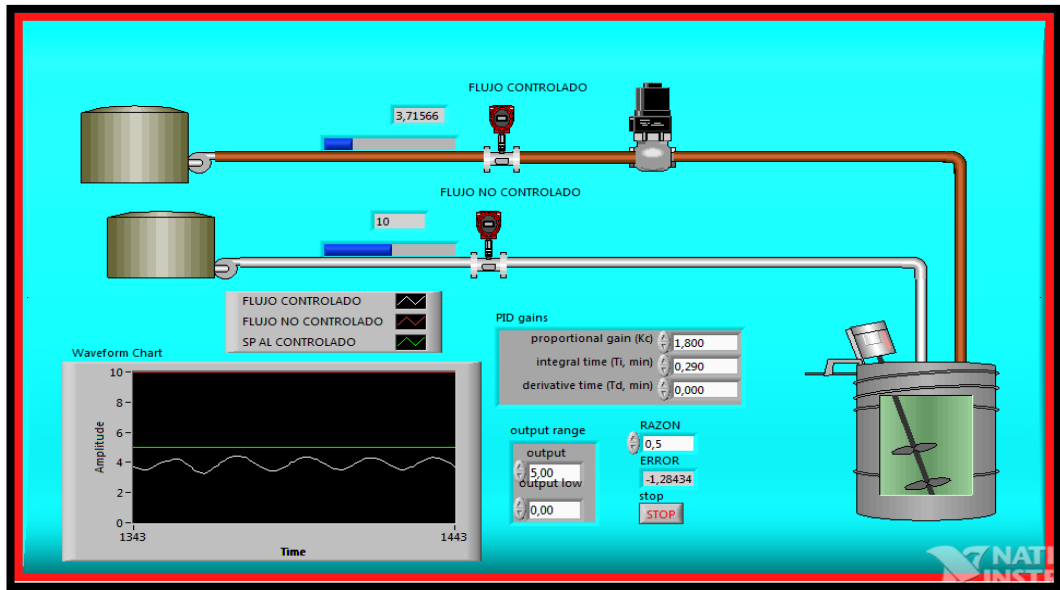 FLUJO CONTROLADO
3,71566
FLUJO NO CONTROLADO
10
FLUJO CONTROLADO
FLUJO NO CONTROLADO
SP AL CONTROLADO
Waveform Chart
10
8
6
4
2
0
Amplitude
1343
1443
Time
PID gains
proportional gain (Kc)
1,800
integral time (Ti, min)
0,290
derivative time (Td, min)
0,000
output range
output
5,00
output low
0,00
RAZON
0,5
ERROR
-1,28434
stop
STOP
NATI
INSTE